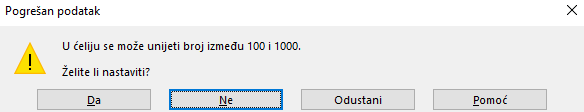 Pogrešan podatak
U ćeliju se može unijeti broj između 100 i 1000.
Želite li nastaviti?
Da Ne Odustani Pomoć